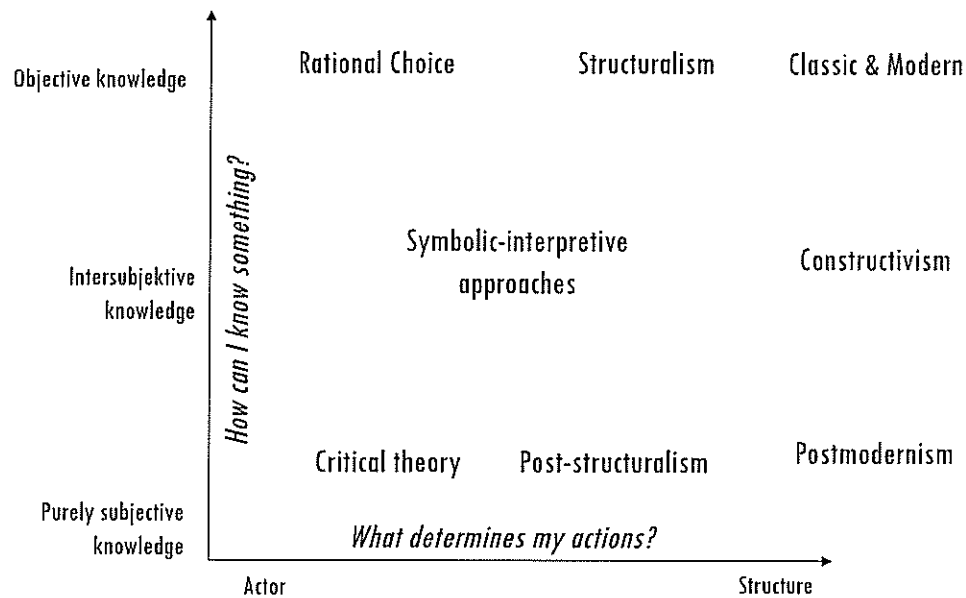 Rational Choice
Structuralism
Classic & Modern
Objective knowledge
How can I know something?
Symbolic-interpretive
approaches
Constructivism
Intersubjektive
knowledge
Critical theory
Post-structuralism
Postmodernism
Purely subjective
knowledge
What determines my actions?
Actor
Structure